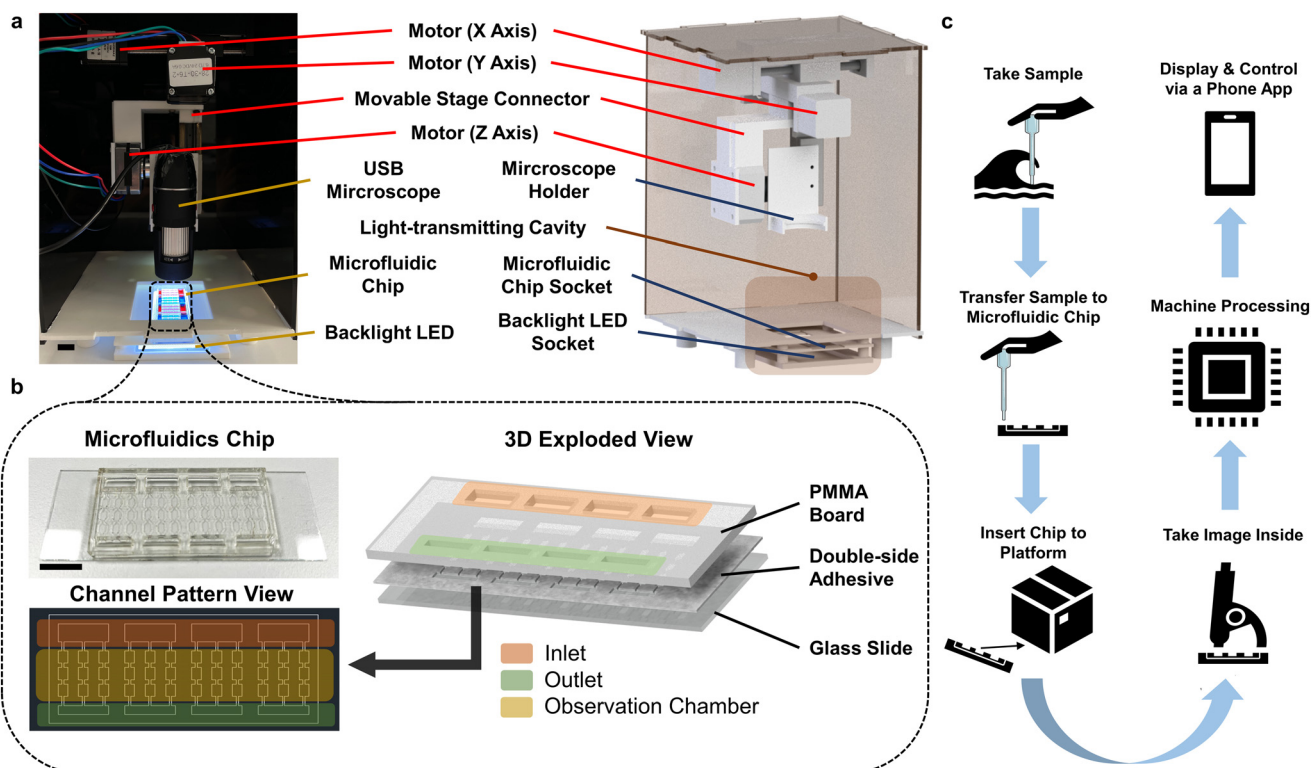 a
Motor (X Axis)
Motor (Y Axis)
Movable Stage Connector
Motor (Z Axis)
USB
Mircroscope
Mircroscope
Holder
Light-transmitting Cavity
Microfluidic
Chip
Microfluidic
Chip Socket
Backlight LED
Backlight LED
Socket
b
Microfluidics Chip
Channel Pattern View
3D Exploded View
PMMA
Board
Double-side
Adhesive
Glass Slide
Inlet
Outlet
Observation Chamber
c
Take Sample
Transfer Sample to
Microfluidic Chip
Insert Chip to
Platform
Take Image Inside
Machine Processing
Display & Control
via a Phone App